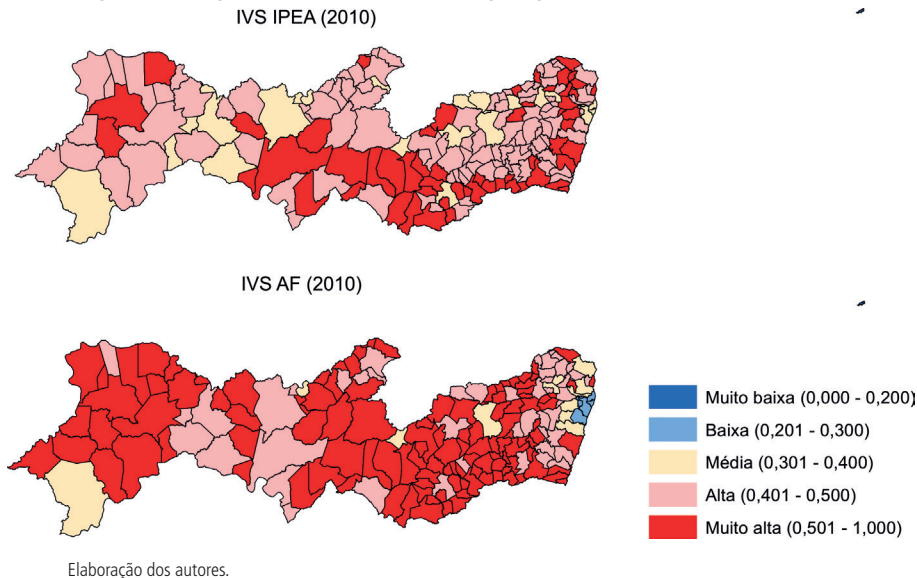 IVS IPEA (2010)
IVS AF (2010)
Muito baixa (0,000 - 0,200)
Baixa (0,201 - 0,300)
Média (0,301 - 0,400)
Alta (0,401 - 0,500)
Muito alta (0,501 - 1,000)
Elaboração dos autores.